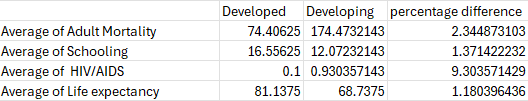 Developed Developing percentage difference
Average of Adult Mortality 74.40625 174.4732143 2.344873103
Average of Schooling 16.55625 12.07232143 1.371422232
Average of  HIV/AIDS 0.1 0.930357143 9.303571429
Average of Life expectancy 81.1375 68.7375 1.180396436